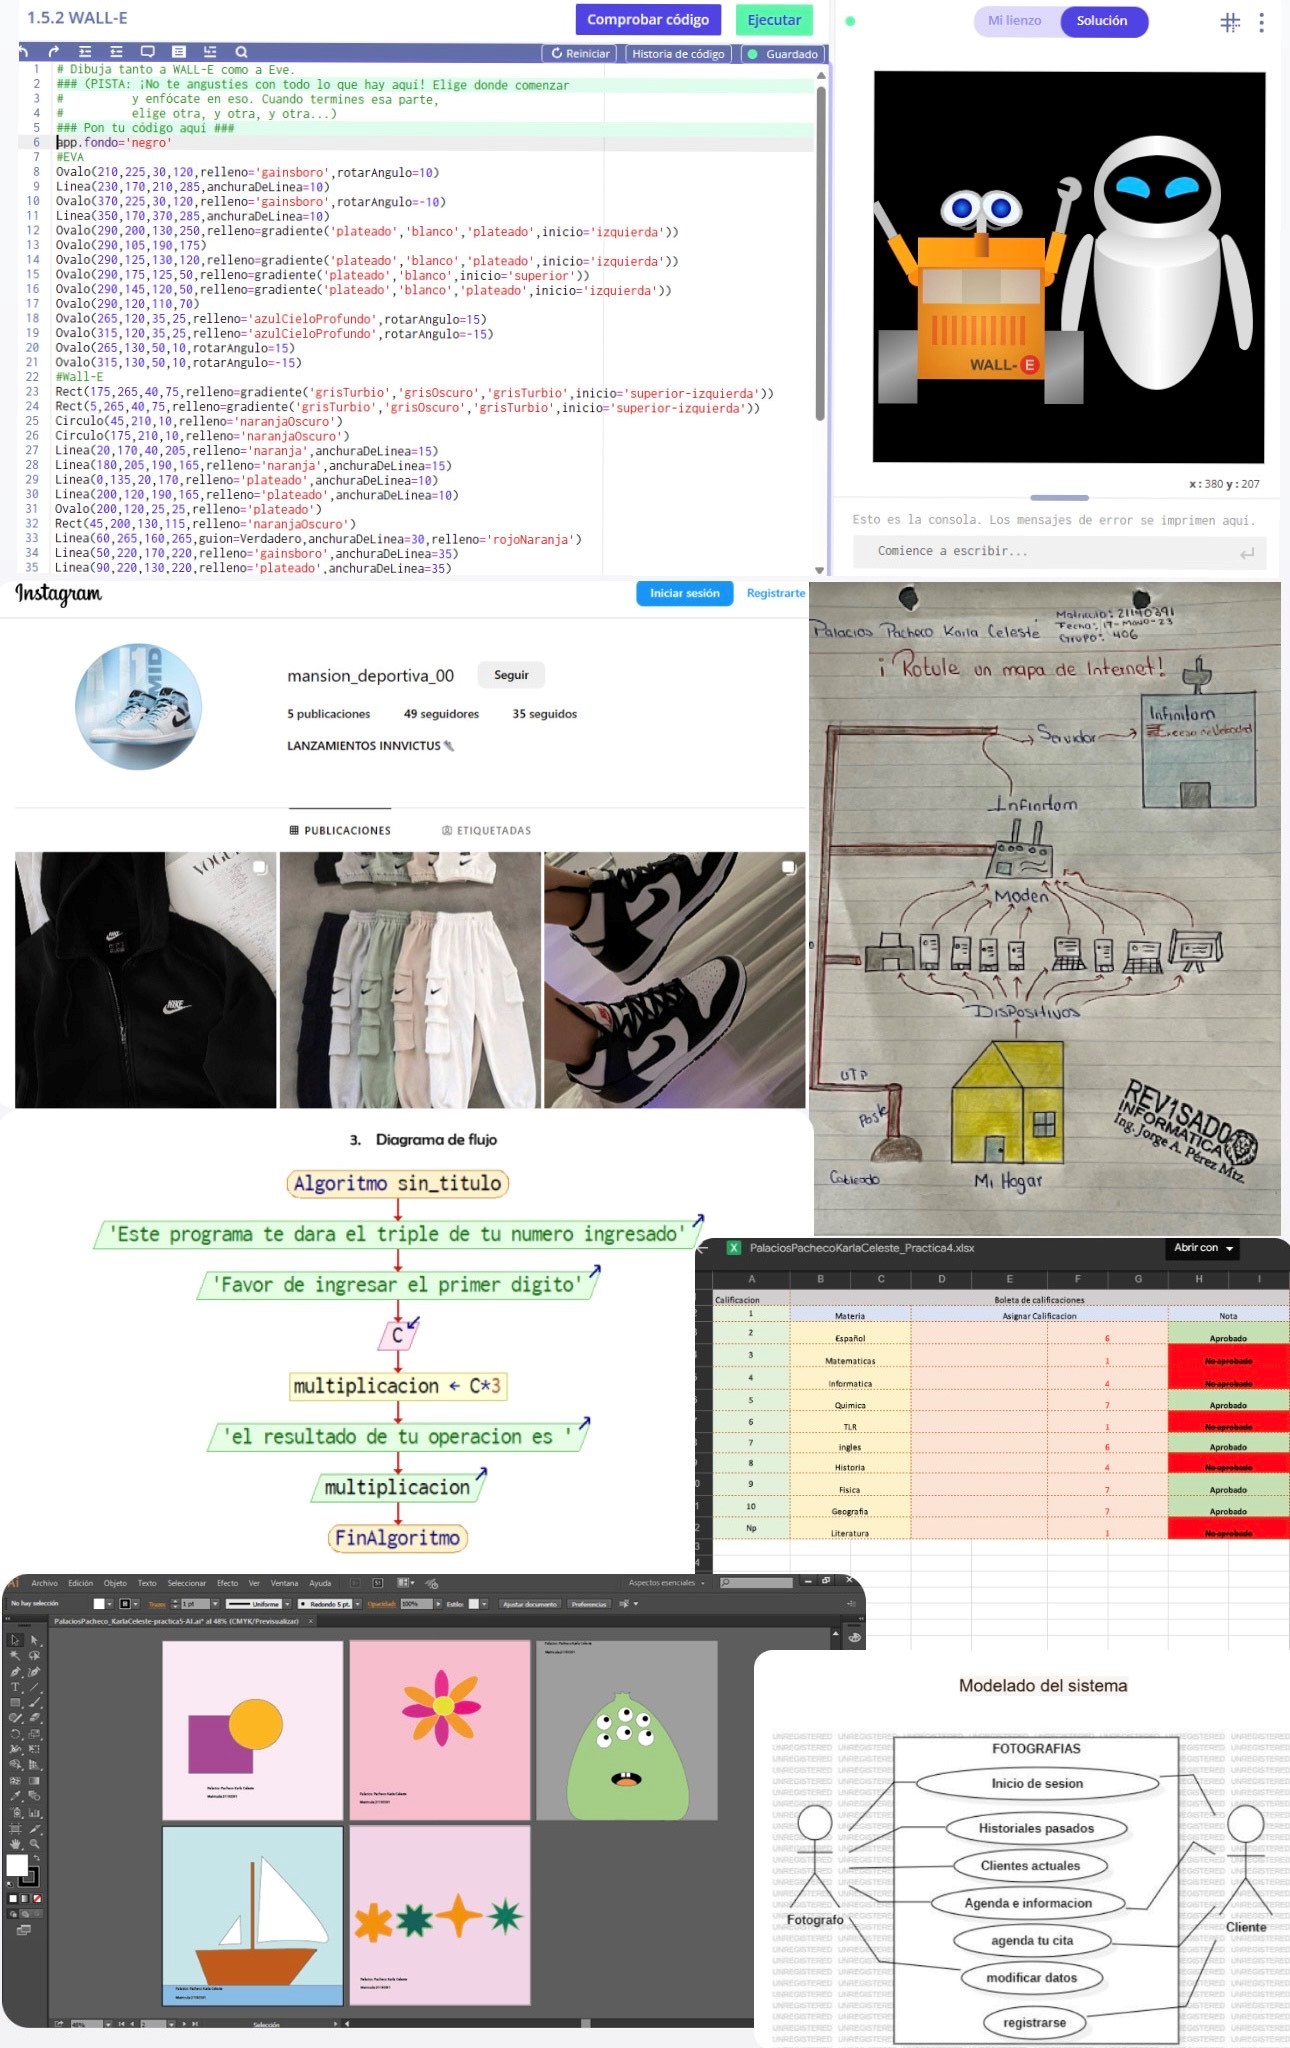 1.5.2 WALL-E
Comprobar código
Ejecutar
Mi lienzo
Solución
Reiniciar
Historia de código
Guardado
1 # Dibuja tanto a WALL-E como a Eve.
2 ### (PISTA: ¡No te angusties con todo lo que hay aquí! Elige donde comenzar
3 # y enfócate en eso. Cuando termines esa parte,
4 # elige otra, y otra, y otra...)
5 ### Pon tu código aquí ###
6 app.fondo='negro'
7 #EVA
8 Ovalo(210,225,30,120,relleno='gainsboro',rotarAngulo=10)
9 Linea(230,170,210,285,anchuraDeLinea=10)
10 Ovalo(370,225,30,120,relleno='gainsboro',rotarAngulo=-10)
11 Linea(350,170,370,285,anchuraDeLinea=10)
12 Ovalo(290,200,130,250,relleno=gradiente('plateado','blanco','plateado',inicio='izquierda'))
13 Ovalo(290,105,190,175)
14 Ovalo(290,125,130,120,relleno=gradiente('plateado','blanco','plateado',inicio='izquierda'))
15 Ovalo(290,175,125,50,relleno=gradiente('plateado','blanco',inicio='superior'))
16 Ovalo(290,145,120,50,relleno=gradiente('plateado','blanco','plateado',inicio='izquierda'))
17 Ovalo(290,120,110,70)
18 Ovalo(265,120,35,25,relleno='azulCieloProfundo',rotarAngulo=15)
19 Ovalo(315,120,35,25,relleno='azulCieloProfundo',rotarAngulo=-15)
20 Ovalo(265,130,50,10,rotarAngulo=15)
21 Ovalo(315,130,50,10,rotarAngulo=-15)
22 #Wall-E
23 Rect(175,265,40,75,relleno=gradiente('grisTurbio','grisOscuro','grisTurbio',inicio='superior-izquierda'))
24 Rect(5,265,40,75,relleno=gradiente('grisTurbio','grisOscuro','grisTurbio',inicio='superior-izquierda'))
25 Circulo(45,210,10,relleno='naranjaOscuro')
26 Circulo(175,210,10,relleno='naranjaOscuro')
27 Linea(20,170,40,205,relleno='naranja',anchuraDeLinea=15)
28 Linea(180,205,190,165,relleno='naranja',anchuraDeLinea=15)
29 Linea(0,135,20,170,relleno='plateado',anchuraDeLinea=10)
30 Linea(200,120,190,165,relleno='plateado',anchuraDeLinea=10)
31 Ovalo(200,120,25,25,relleno='plateado')
32 Rect(45,200,130,115,relleno='naranjaOscuro')
33 Linea(60,265,160,265,guion=Verdadero,anchuraDeLinea=30,relleno='rojoNaranja')
34 Linea(50,220,170,220,relleno='gainsboro',anchuraDeLinea=35)
35 Linea(90,220,130,220,relleno='plateado',anchuraDeLinea=35)
WALL-E
x: 380 y: 207
Esto es la consola. Los mensajes de error se imprimen aquí.
Comience a escribir...
Instagram
Iniciar sesión
Registrarte
mansion_deportiva_00
Seguir
5 publicaciones 49 seguidores 35 seguidos
LANZAMIENTOS INNVICTUS
PUBLICACIONES
ETIQUETADAS
MID
VOGUE
NIKE
Matricula: 21140391
Palacios Pacheco Karla Celeste
Fecha: 17-Mayo-23
Grupo: 406
¡Rotule un mapa de Internet!
Infinitam
Servidor
Infinitam
Moden
Dispositivos
UTP
Poste
Cableado
Mi Hogar
REVISADO
INFORMATICA
Ing. Jorge A. Pérez Mtz.
3. Diagrama de flujo
Algoritmo sin_titulo
'Este programa te dara el triple de tu numero ingresado'
'Favor de ingresar el primer digito'
C
multiplicacion ← C*3
'el resultado de tu operacion es '
multiplicacion
FinAlgoritmo
PalaciosPachecoKarlaCeleste_Practica4.xlsx
Abrir con
A B C D E F G H I
Calificacion Boleta de calificaciones
1 Materia Asignar Calificacion Nota
2 Español 6 Aprobado
3 Matematicas 1 No aprobado
4 Informatica 4 No aprobado
5 Quimica 7 Aprobado
6 TLR 1 No aprobado
7 ingles 6 Aprobado
8 Historia 4 No aprobado
9 Fisica 7 Aprobado
10 Geografia 7 Aprobado
Np Literatura 1 No aprobado
Archivo Edición Objeto Texto Seleccionar Efecto Ver Ventana Ayuda
Aspectos esenciales
No hay selección
Trazo: 1 pt Uniforme Redondo 5 pt. Opacidad: 100% Estilo: Ajustar documento Preferencias
PalaciosPacheco_KarlaCeleste-practica5-AI.ai* al 48% (CMYK/Previsualizar)
48%
Selección
Modelado del sistema
UNREGISTERED
FOTOGRAFIAS
Inicio de sesion
Historiales pasados
Clientes actuales
Agenda e informacion
agenda tu cita
modificar datos
registrarse
Fotografo
Cliente